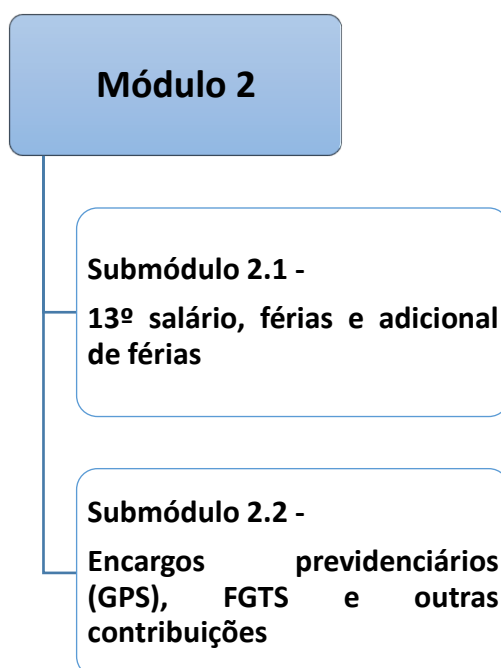 Módulo 2
Submódulo 2.1 -
13º salário, férias e adicional
de férias
Submódulo 2.2 -
Encargos previdenciários
(GPS), FGTS e outras
contribuições